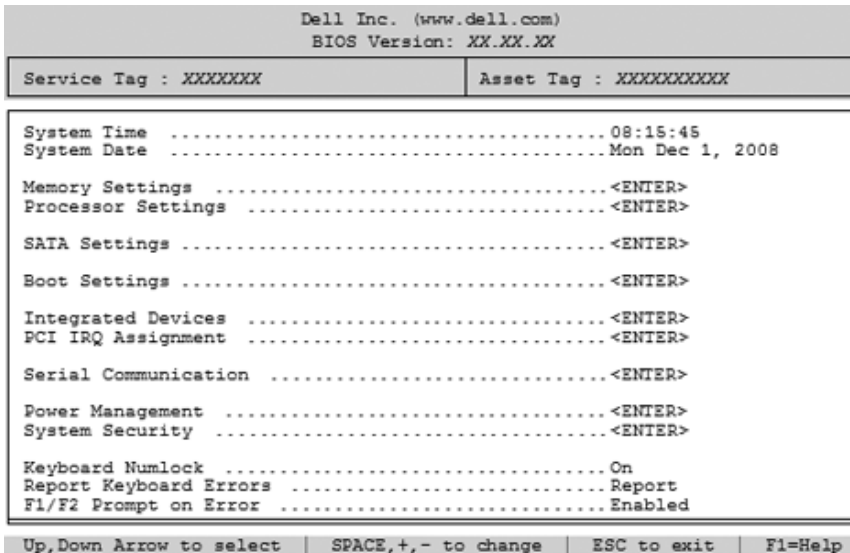 Dell Inc. (www.dell.com)
BIOS Version: XX.XX.XX
Service Tag : XXXXXXX Asset Tag : XXXXXXXXXX
System Time ......................................08:15:45
System Date ......................................Mon Dec 1, 2008
Memory Settings ..................................<ENTER>
Processor Settings ...............................<ENTER>
SATA Settings .....................................<ENTER>
Boot Settings .....................................<ENTER>
Integrated Devices ...............................<ENTER>
PCI IRQ Assignment ...............................<ENTER>
Serial Communication .............................<ENTER>
Power Management .................................<ENTER>
System Security ..................................<ENTER>
Keyboard Numlock .................................On
Report Keyboard Errors ...........................Report
F1/F2 Prompt on Error ............................Enabled
Up,Down Arrow to select | SPACE,+,- to change | ESC to exit | F1=Help